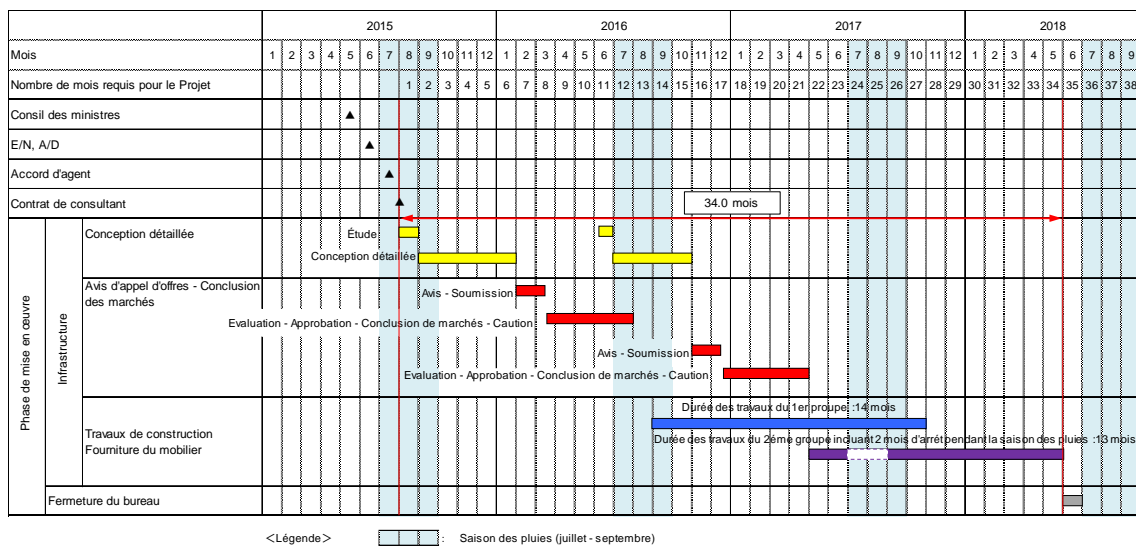 2015 2016 2017 2018
Mois 1 2 3 4 5 6 7 8 9 10 11 12 1 2 3 4 5 6 7 8 9 10 11 12 1 2 3 4 5 6 7 8 9 10 11 12 1 2 3 4 5 6 7 8 9
Nombre de mois requis pour le Projet 1 2 3 4 5 6 7 8 9 10 11 12 13 14 15 16 17 18 19 20 21 22 23 24 25 26 27 28 29 30 31 32 33 34 35 36 37 38
Consil des ministres
E/N, A/D
Accord d'agent
Contrat de consultant
34.0 mois
Phase de mise en œuvre
Infrastructure
Conception détaillée
Étude
Conception détaillée
Avis d'appel d'offres - Conclusion
des marchés
Avis - Soumission
Evaluation - Approbation - Conclusion de marchés - Caution
Avis - Soumission
Evaluation - Approbation - Conclusion de marchés - Caution
Travaux de construction
Fourniture du mobilier
Durée des travaux du 1er proupe :14 mois
Durée des travaux du 2éme groupe incluant 2 mois d'arrêt pendant la saison des pluies :13 mois
Fermeture du bureau
<Légende> : Saison des pluies (juillet - septembre)